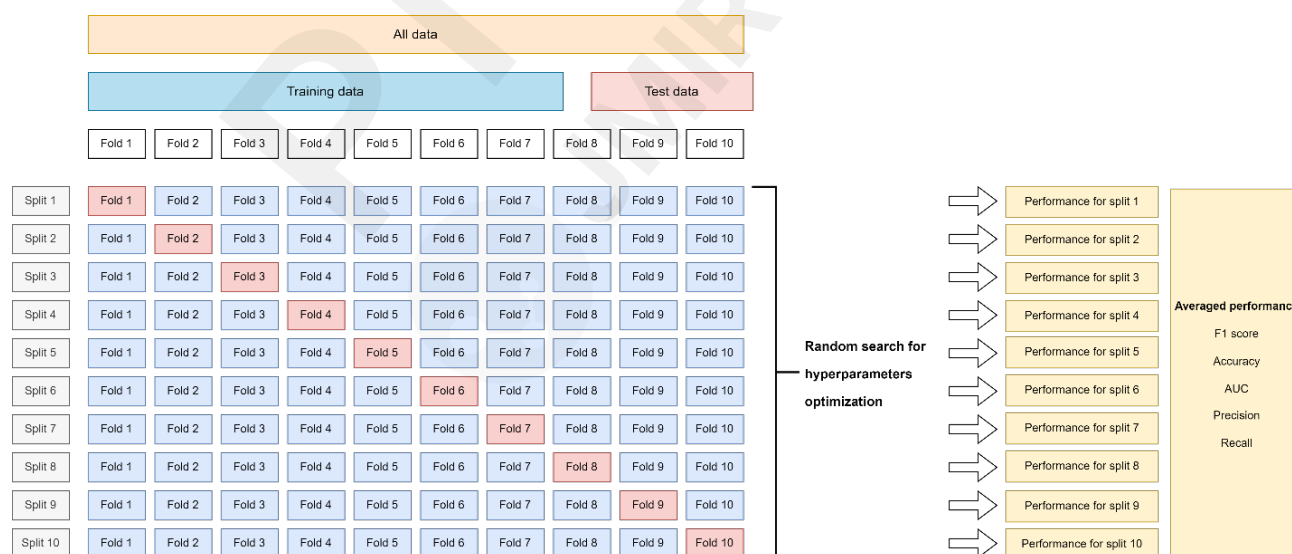 All data
Training data Test data
Fold 1 Fold 2 Fold 3 Fold 4 Fold 5 Fold 6 Fold 7 Fold 8 Fold 9 Fold 10
Split 1 Fold 1 Fold 2 Fold 3 Fold 4 Fold 5 Fold 6 Fold 7 Fold 8 Fold 9 Fold 10 Performance for split 1
Split 2 Fold 1 Fold 2 Fold 3 Fold 4 Fold 5 Fold 6 Fold 7 Fold 8 Fold 9 Fold 10 Performance for split 2
Split 3 Fold 1 Fold 2 Fold 3 Fold 4 Fold 5 Fold 6 Fold 7 Fold 8 Fold 9 Fold 10 Performance for split 3
Split 4 Fold 1 Fold 2 Fold 3 Fold 4 Fold 5 Fold 6 Fold 7 Fold 8 Fold 9 Fold 10 Performance for split 4
Split 5 Fold 1 Fold 2 Fold 3 Fold 4 Fold 5 Fold 6 Fold 7 Fold 8 Fold 9 Fold 10 Performance for split 5
Split 6 Fold 1 Fold 2 Fold 3 Fold 4 Fold 5 Fold 6 Fold 7 Fold 8 Fold 9 Fold 10 Performance for split 6
Split 7 Fold 1 Fold 2 Fold 3 Fold 4 Fold 5 Fold 6 Fold 7 Fold 8 Fold 9 Fold 10 Performance for split 7
Split 8 Fold 1 Fold 2 Fold 3 Fold 4 Fold 5 Fold 6 Fold 7 Fold 8 Fold 9 Fold 10 Performance for split 8
Split 9 Fold 1 Fold 2 Fold 3 Fold 4 Fold 5 Fold 6 Fold 7 Fold 8 Fold 9 Fold 10 Performance for split 9
Split 10 Fold 1 Fold 2 Fold 3 Fold 4 Fold 5 Fold 6 Fold 7 Fold 8 Fold 9 Fold 10 Performance for split 10
Random search for
hyperparameters
optimization
Averaged performanc
F1 score
Accuracy
AUC
Precision
Recall
JMIR